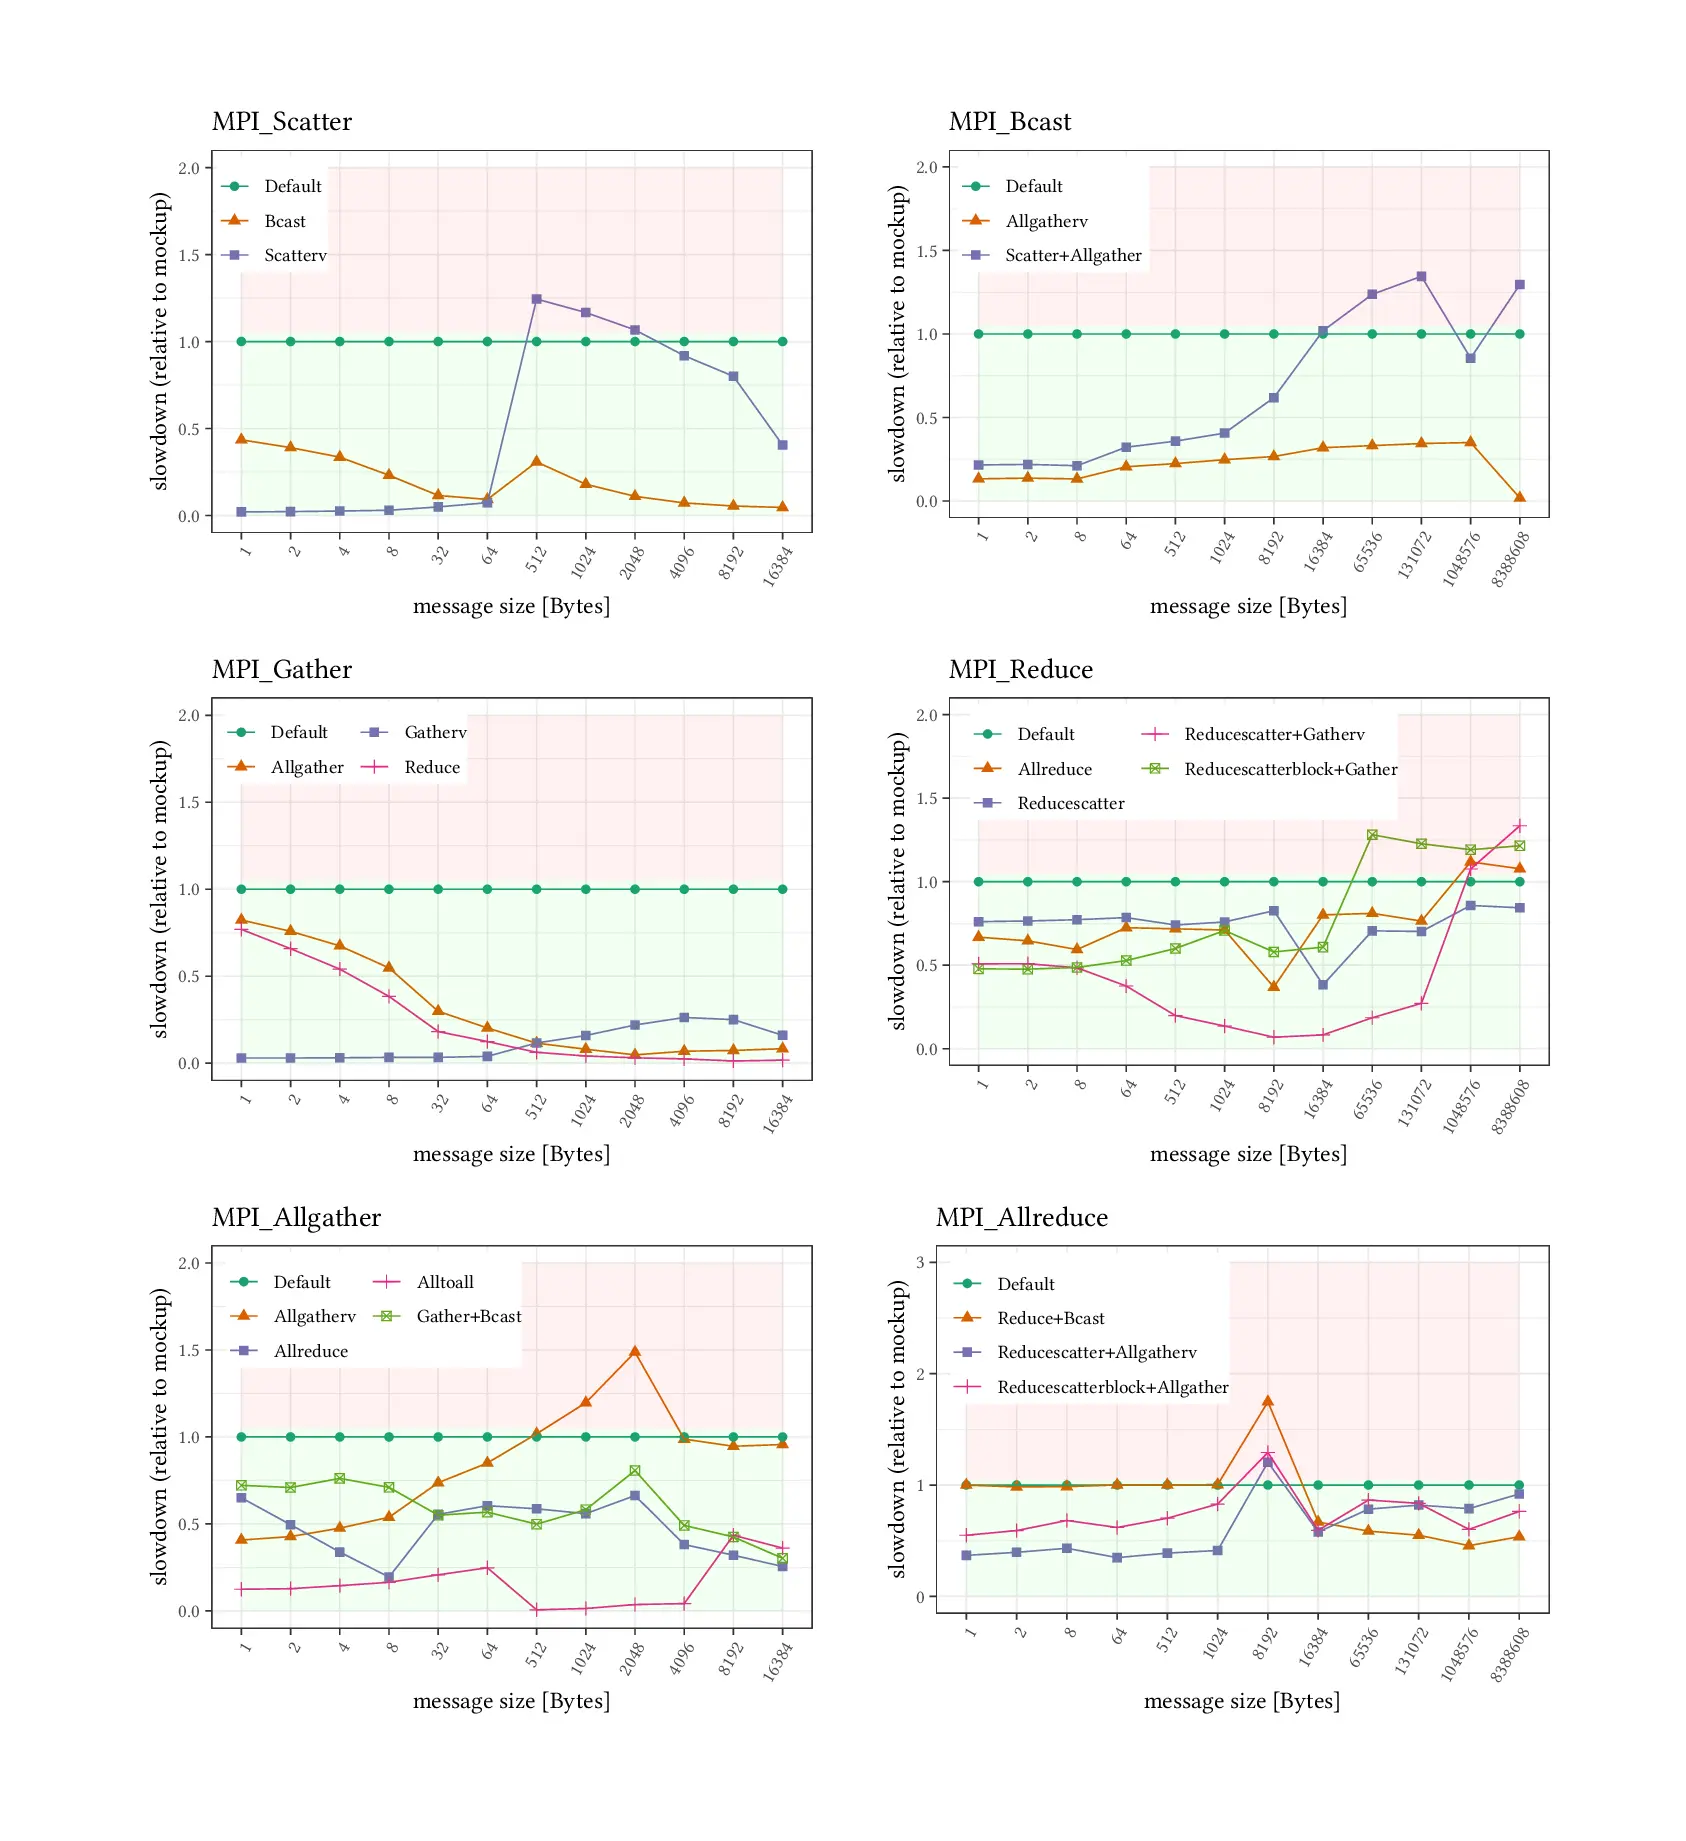 MPI_Scatter
slowdown (relative to mockup)
2.0
1.5
1.0
0.5
0.0
Default
Bcast
Scatterv
1 2 4 8 32 64 512 1024 2048 4096 8192 16384
message size [Bytes]
MPI_Bcast
slowdown (relative to mockup)
2.0
1.5
1.0
0.5
0.0
Default
Allgatherv
Scatter+Allgather
1 2 8 64 512 1024 8192 16384 65536 131072 1048576 8388608
message size [Bytes]
MPI_Gather
slowdown (relative to mockup)
2.0
1.5
1.0
0.5
0.0
Default Gatherv
Allgather Reduce
1 2 4 8 32 64 512 1024 2048 4096 8192 16384
message size [Bytes]
MPI_Reduce
slowdown (relative to mockup)
2.0
1.5
1.0
0.5
0.0
Default Reducescatter+Gatherv
Allreduce Reducescatterblock+Gather
Reducescatter
1 2 8 64 512 1024 8192 16384 65536 131072 1048576 8388608
message size [Bytes]
MPI_Allgather
slowdown (relative to mockup)
2.0
1.5
1.0
0.5
0.0
Default Alltoall
Allgatherv Gather+Bcast
Allreduce
1 2 4 8 32 64 512 1024 2048 4096 8192 16384
message size [Bytes]
MPI_Allreduce
slowdown (relative to mockup)
3
2
1
0
Default
Reduce+Bcast
Reducescatter+Allgatherv
Reducescatterblock+Allgather
1 2 8 64 512 1024 8192 16384 65536 131072 1048576 8388608
message size [Bytes]